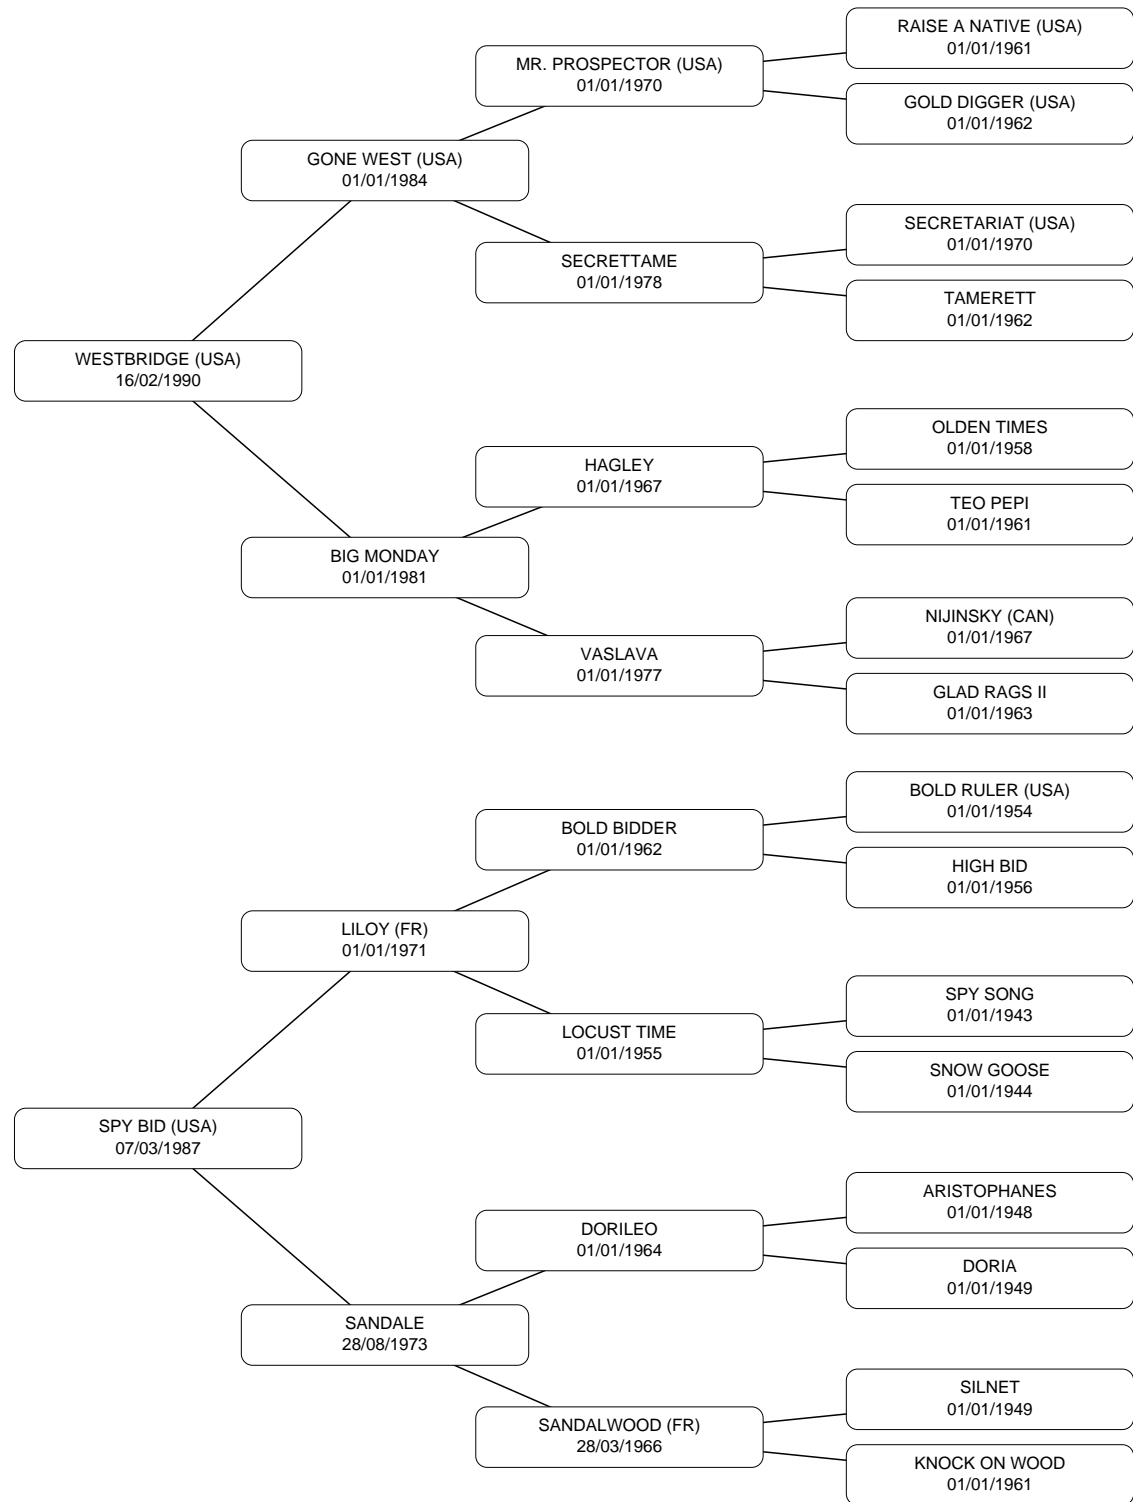 RAISE A NATIVE (USA)
01/01/1961
MR. PROSPECTOR (USA)
01/01/1970
GOLD DIGGER (USA)
01/01/1962
GONE WEST (USA)
01/01/1984
SECRETARIAT (USA)
01/01/1970
SECRETTAME
01/01/1978
TAMERETT
01/01/1962
WESTBRIDGE (USA)
16/02/1990
OLDEN TIMES
01/01/1958
HAGLEY
01/01/1967
TEO PEPI
01/01/1961
BIG MONDAY
01/01/1981
NIJINSKY (CAN)
01/01/1967
VASLAVA
01/01/1977
GLAD RAGS II
01/01/1963
BOLD RULER (USA)
01/01/1954
BOLD BIDDER
01/01/1962
HIGH BID
01/01/1956
LILOY (FR)
01/01/1971
SPY SONG
01/01/1943
LOCUST TIME
01/01/1955
SNOW GOOSE
01/01/1944
SPY BID (USA)
07/03/1987
ARISTOPHANES
01/01/1948
DORILEO
01/01/1964
DORIA
01/01/1949
SANDALE
28/08/1973
SILNET
01/01/1949
SANDALWOOD (FR)
28/03/1966
KNOCK ON WOOD
01/01/1961